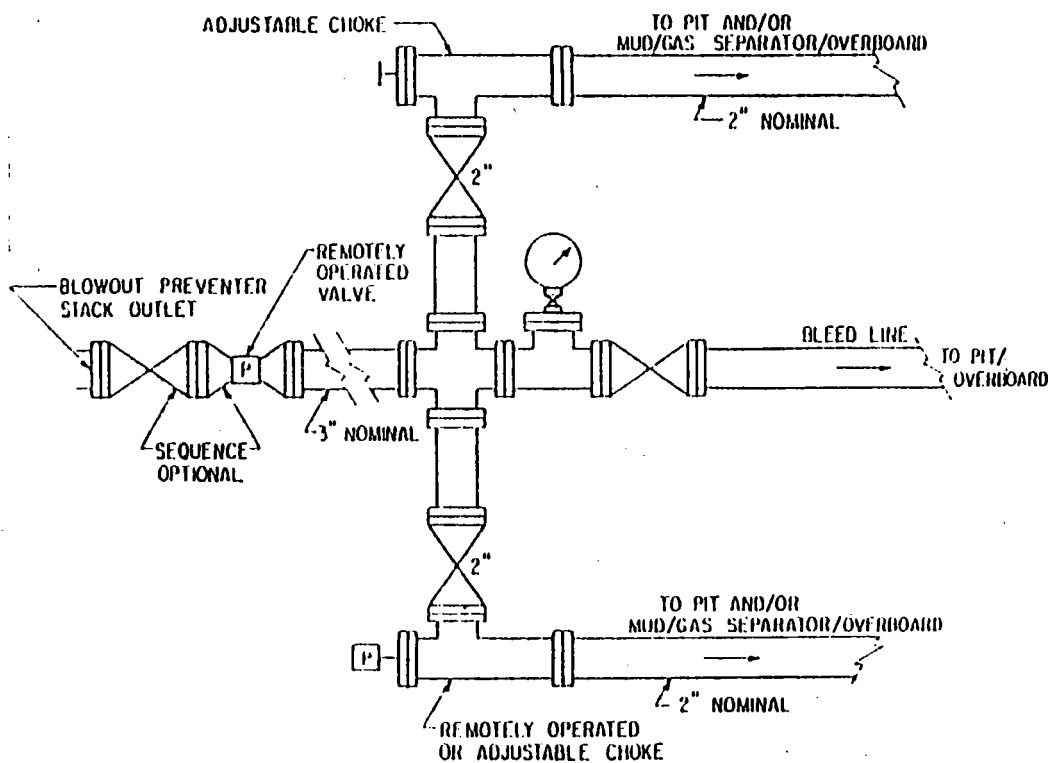 ADJUSTABLE CHOKE
TO PIT AND/OR
MUD/GAS SEPARATOR/OVERBOARD
2" NOMINAL
2"
REMOTELY
OPERATED
VALVE
BLOWOUT PREVENTER
STACK OUTLET
P
BLEED LINE
TO PIT/
OVERBOARD
3" NOMINAL
SEQUENCE
OPTIONAL
2"
TO PIT AND/OR
MUD/GAS SEPARATOR/OVERBOARD
P
2" NOMINAL
REMOTELY OPERATED
OR ADJUSTABLE CHOKE